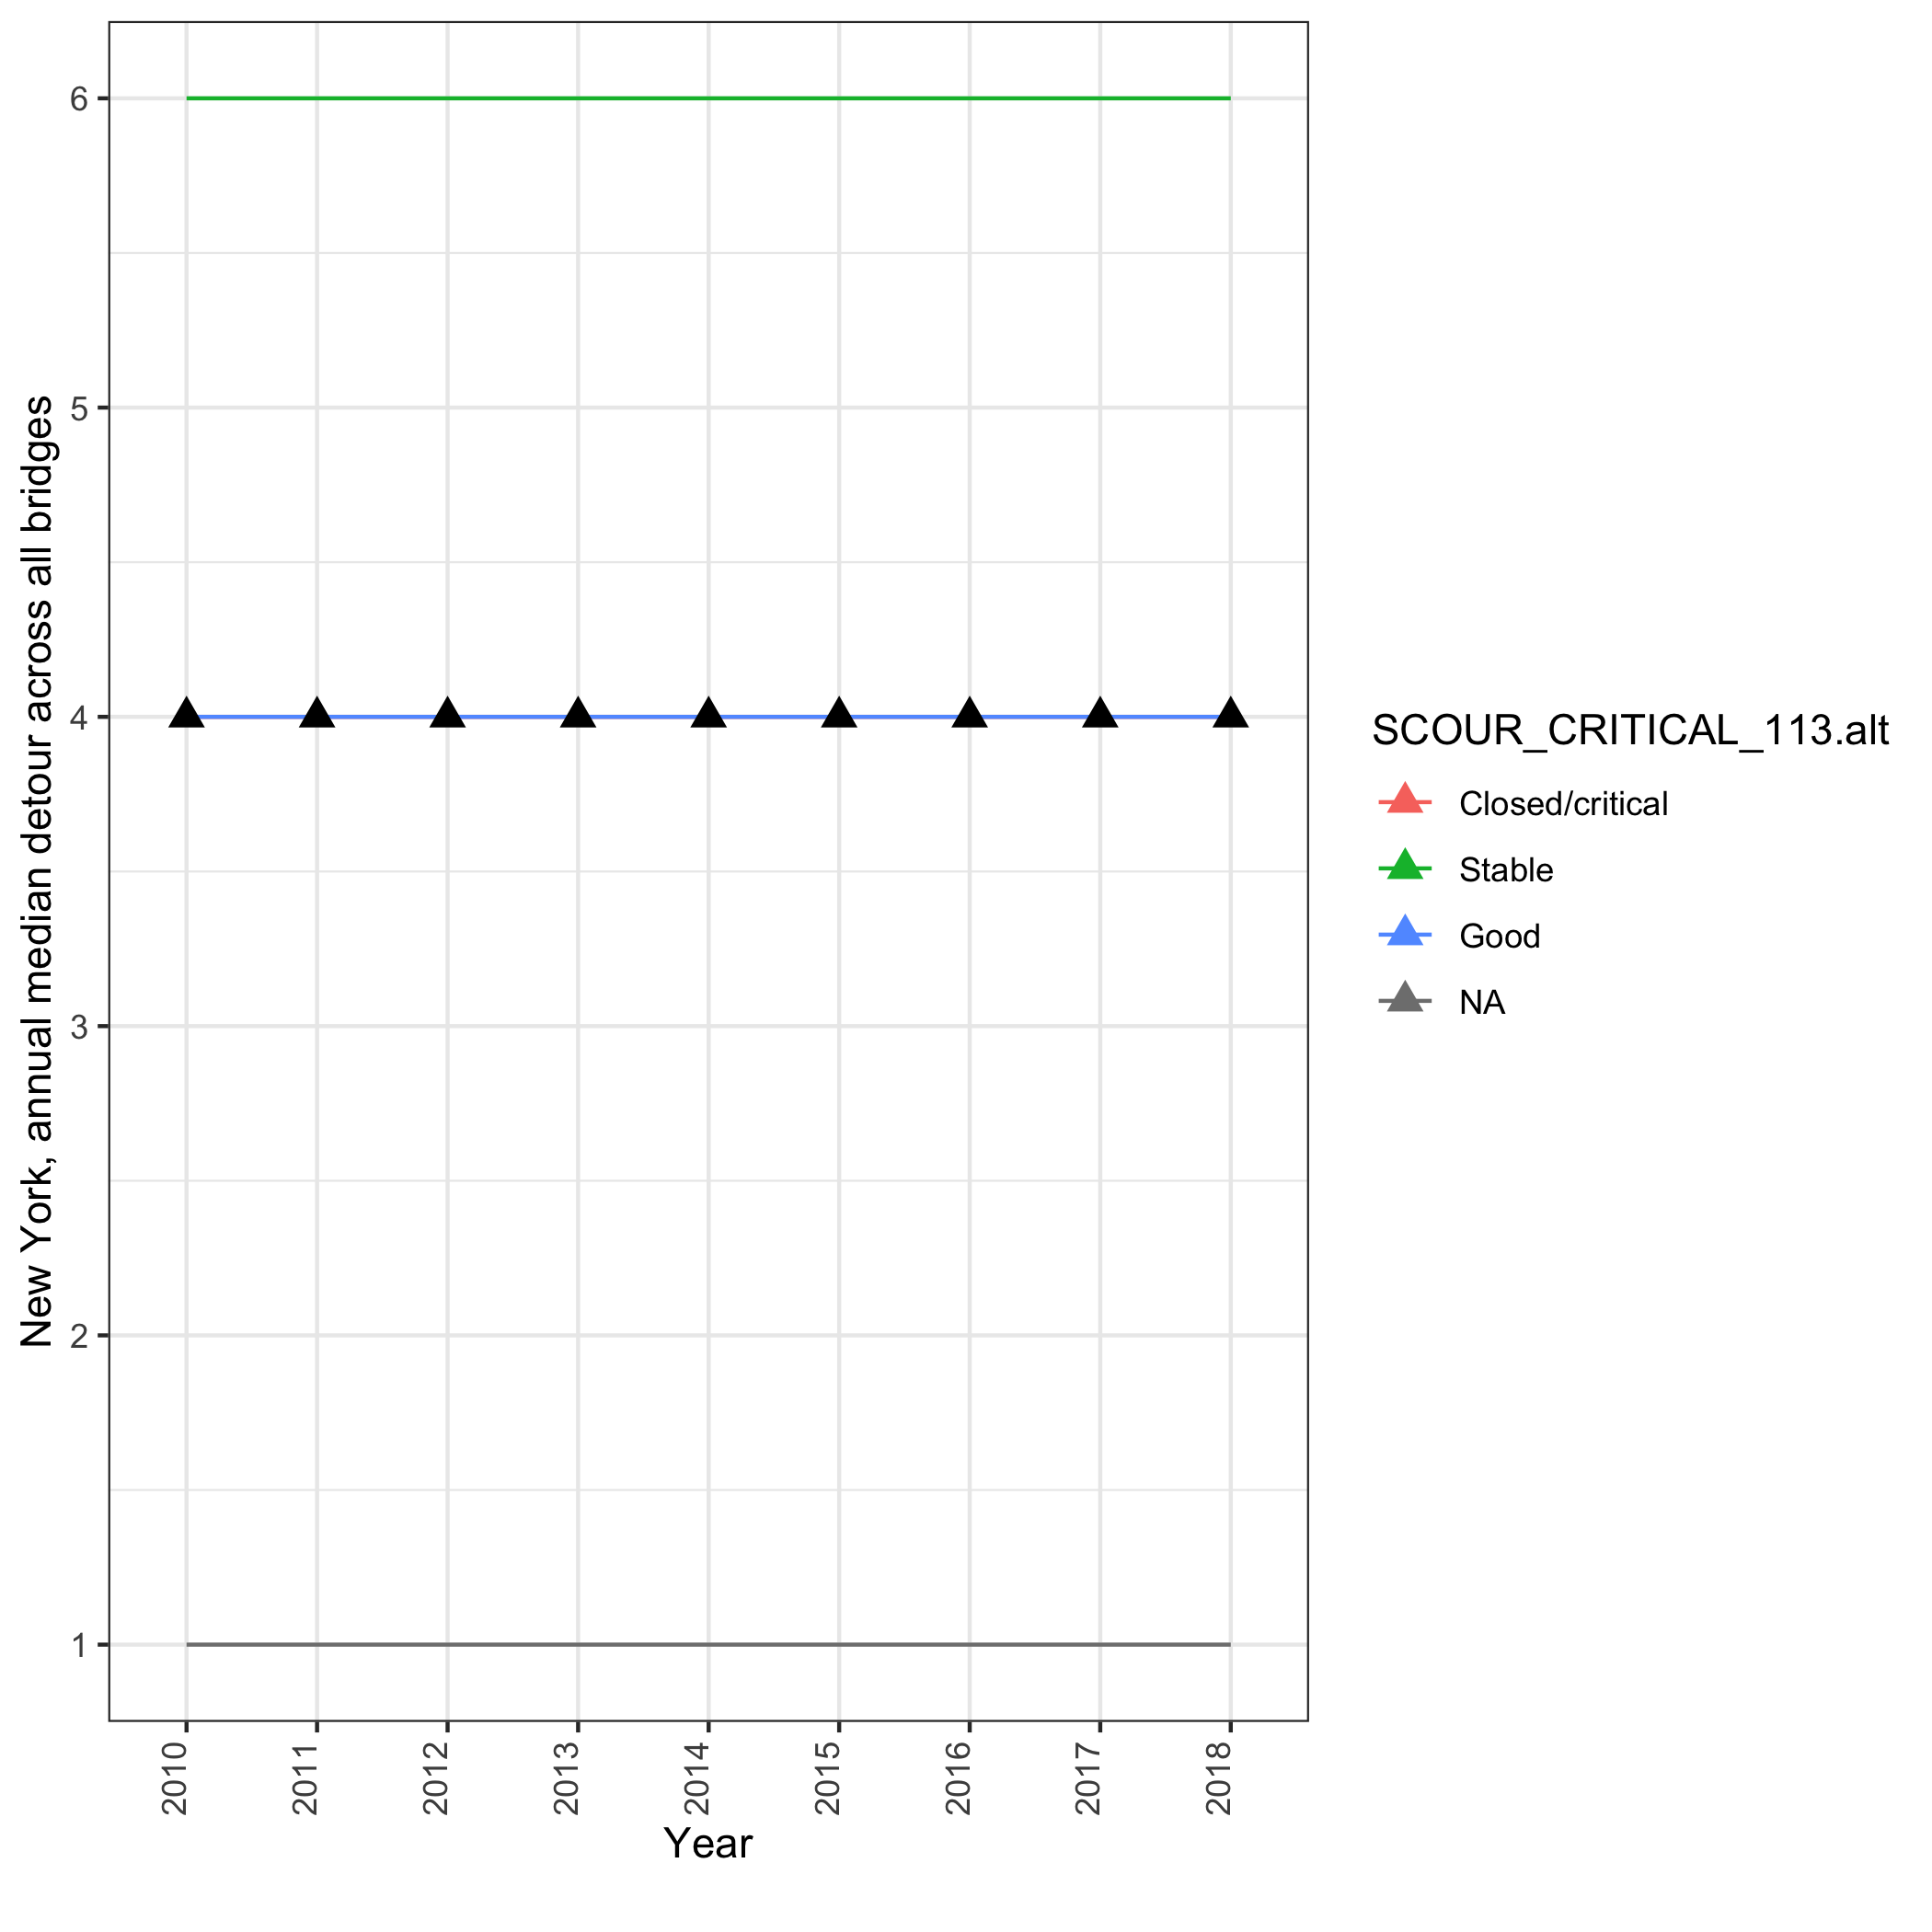 New York, annual median detour across all bridges
6
5
4
3
2
1
2010
2011
2012
2013
2014
2015
2016
2017
2018
Year
SCOUR_CRITICAL_113.alt
Closed/critical
Stable
Good
NA